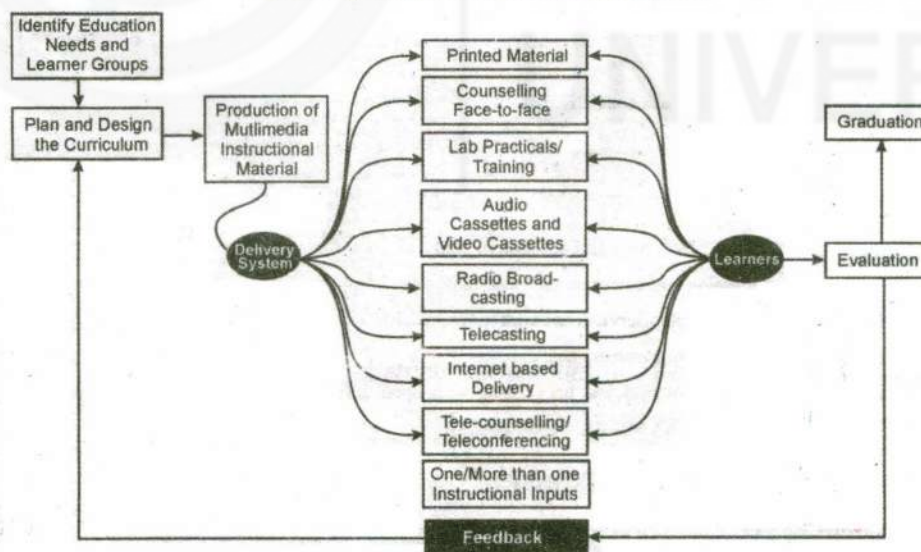 Identify Education
Needs and
Learner Groups
Plan and Design
the Curriculum
Production of
Mutlimedia
Instructional
Material
Delivery
System
Printed Material
Counselling
Face-to-face
Lab Practicals/
Training
Audio
Cassettes and
Video Cassettes
Radio Broad-
casting
Telecasting
Internet based
Delivery
Tele-counselling/
Teleconferencing
One/More than one
Instructional Inputs
Feedback
Learners
Graduation
Evaluation